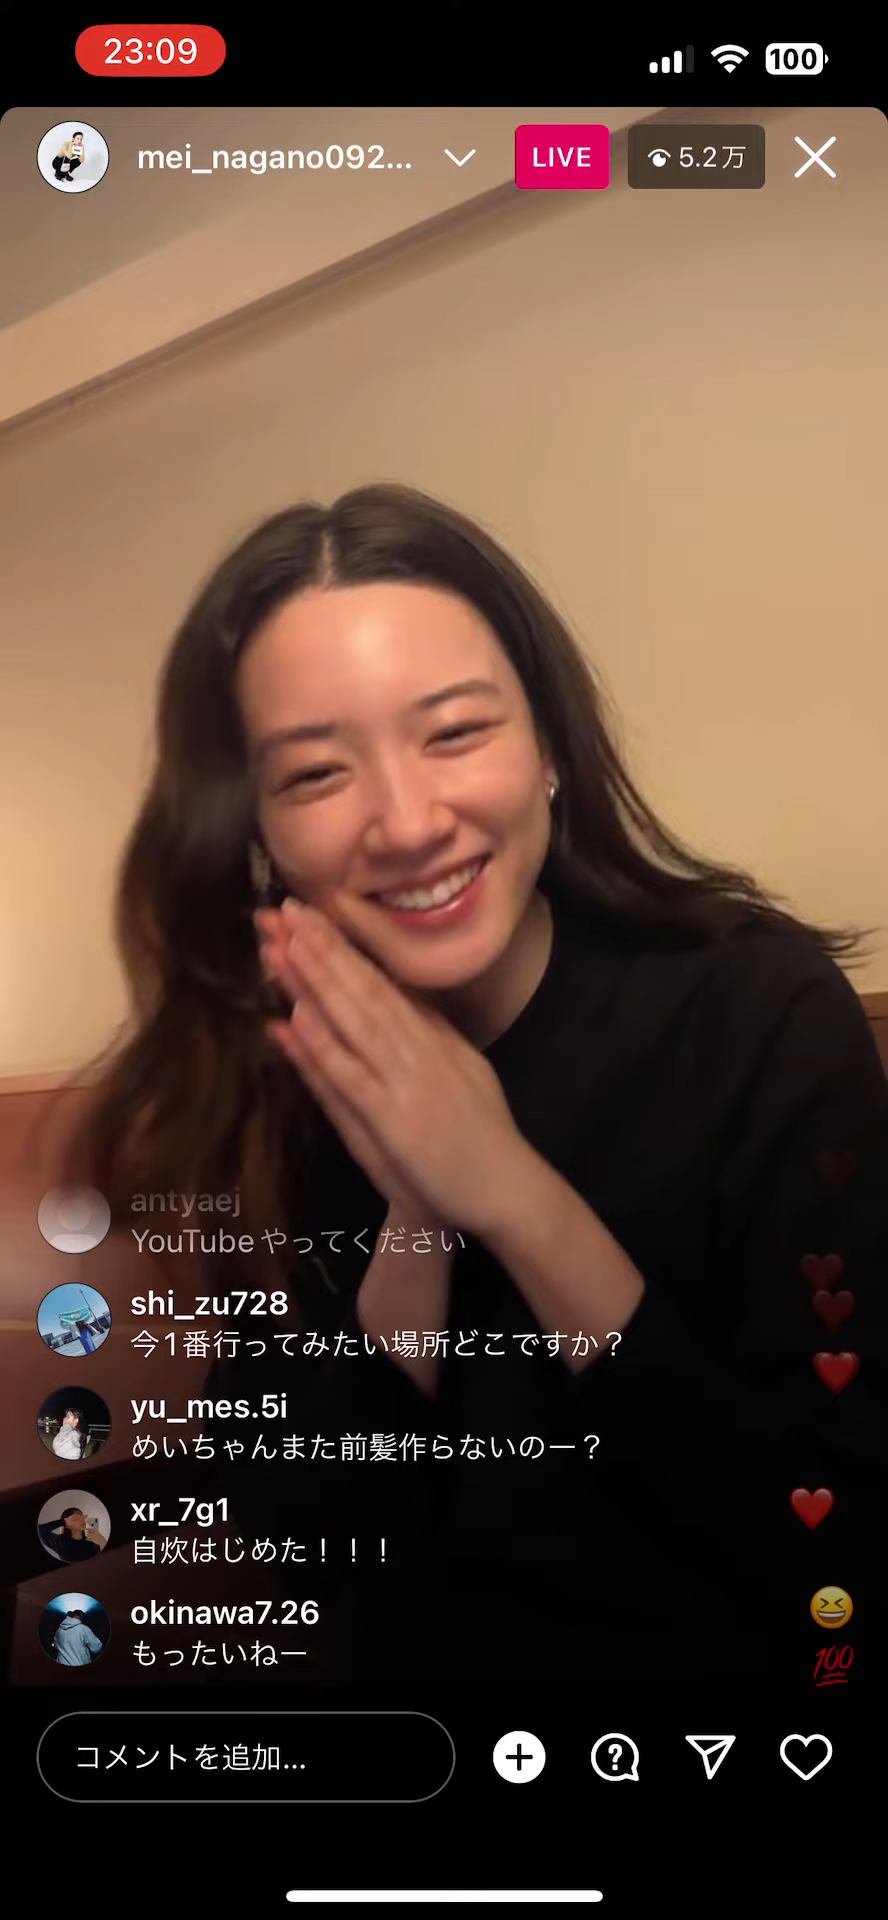 23:09
100
mei_nagano092...
LIVE
5.2万
antyaej
YouTubeやってください
shi_zu728
今1番行ってみたい場所どこですか？
yu_mes.5i
めいちゃんまた前髪作らないのー？
xr_7g1
自炊はじめた！！！
okinawa7.26
もったいねー
100
コメントを追加...